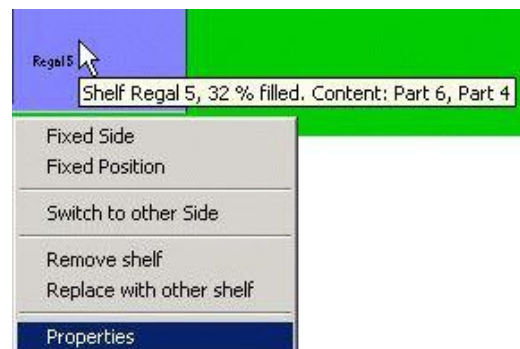 Regal 5
Shelf Regal 5, 32 % filled. Content: Part 6, Part 4
Fixed Side
Fixed Position
Switch to other Side
Remove shelf
Replace with other shelf
Properties